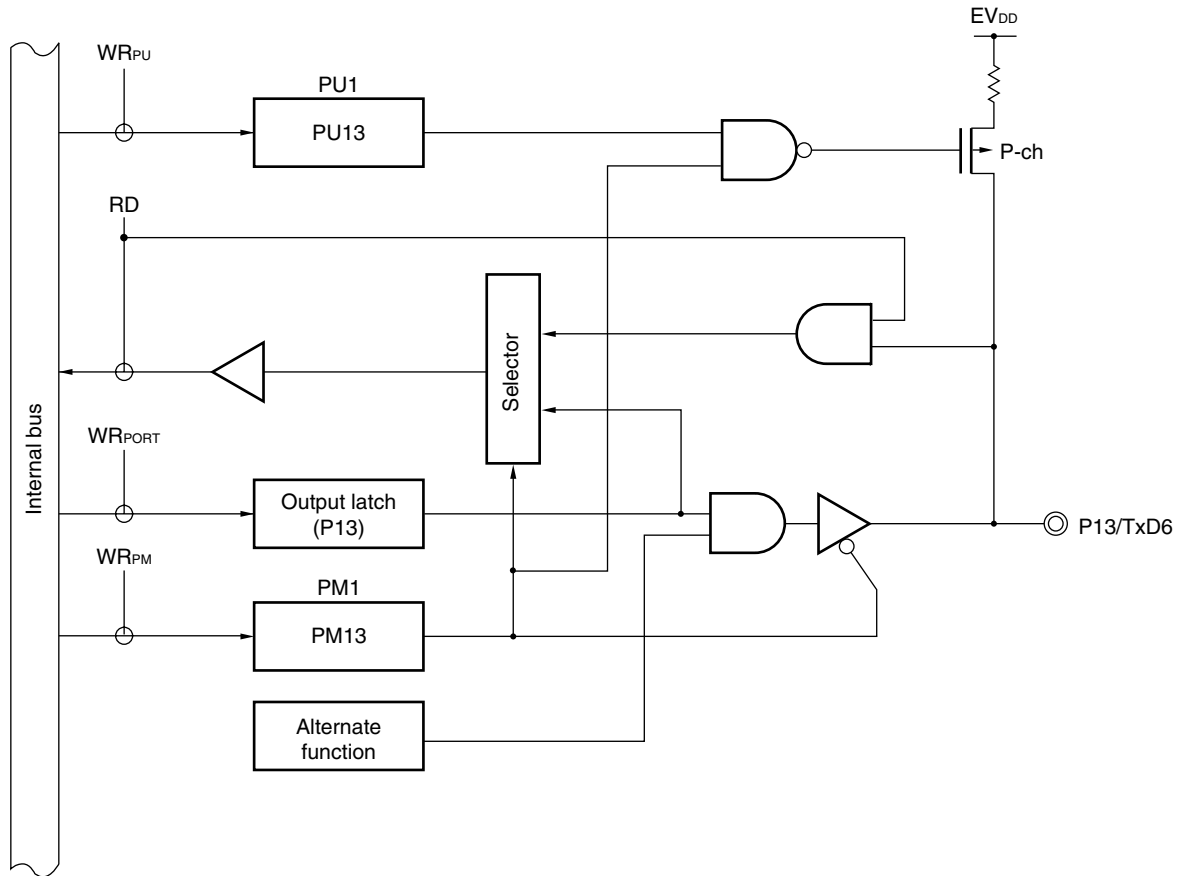 EVDD
WRPU
PU1
PU13
P-ch
RD
Selector
Internal bus
WRPORT
Output latch
(P13)
P13/TxD6
WRPM
PM1
PM13
Alternate
function